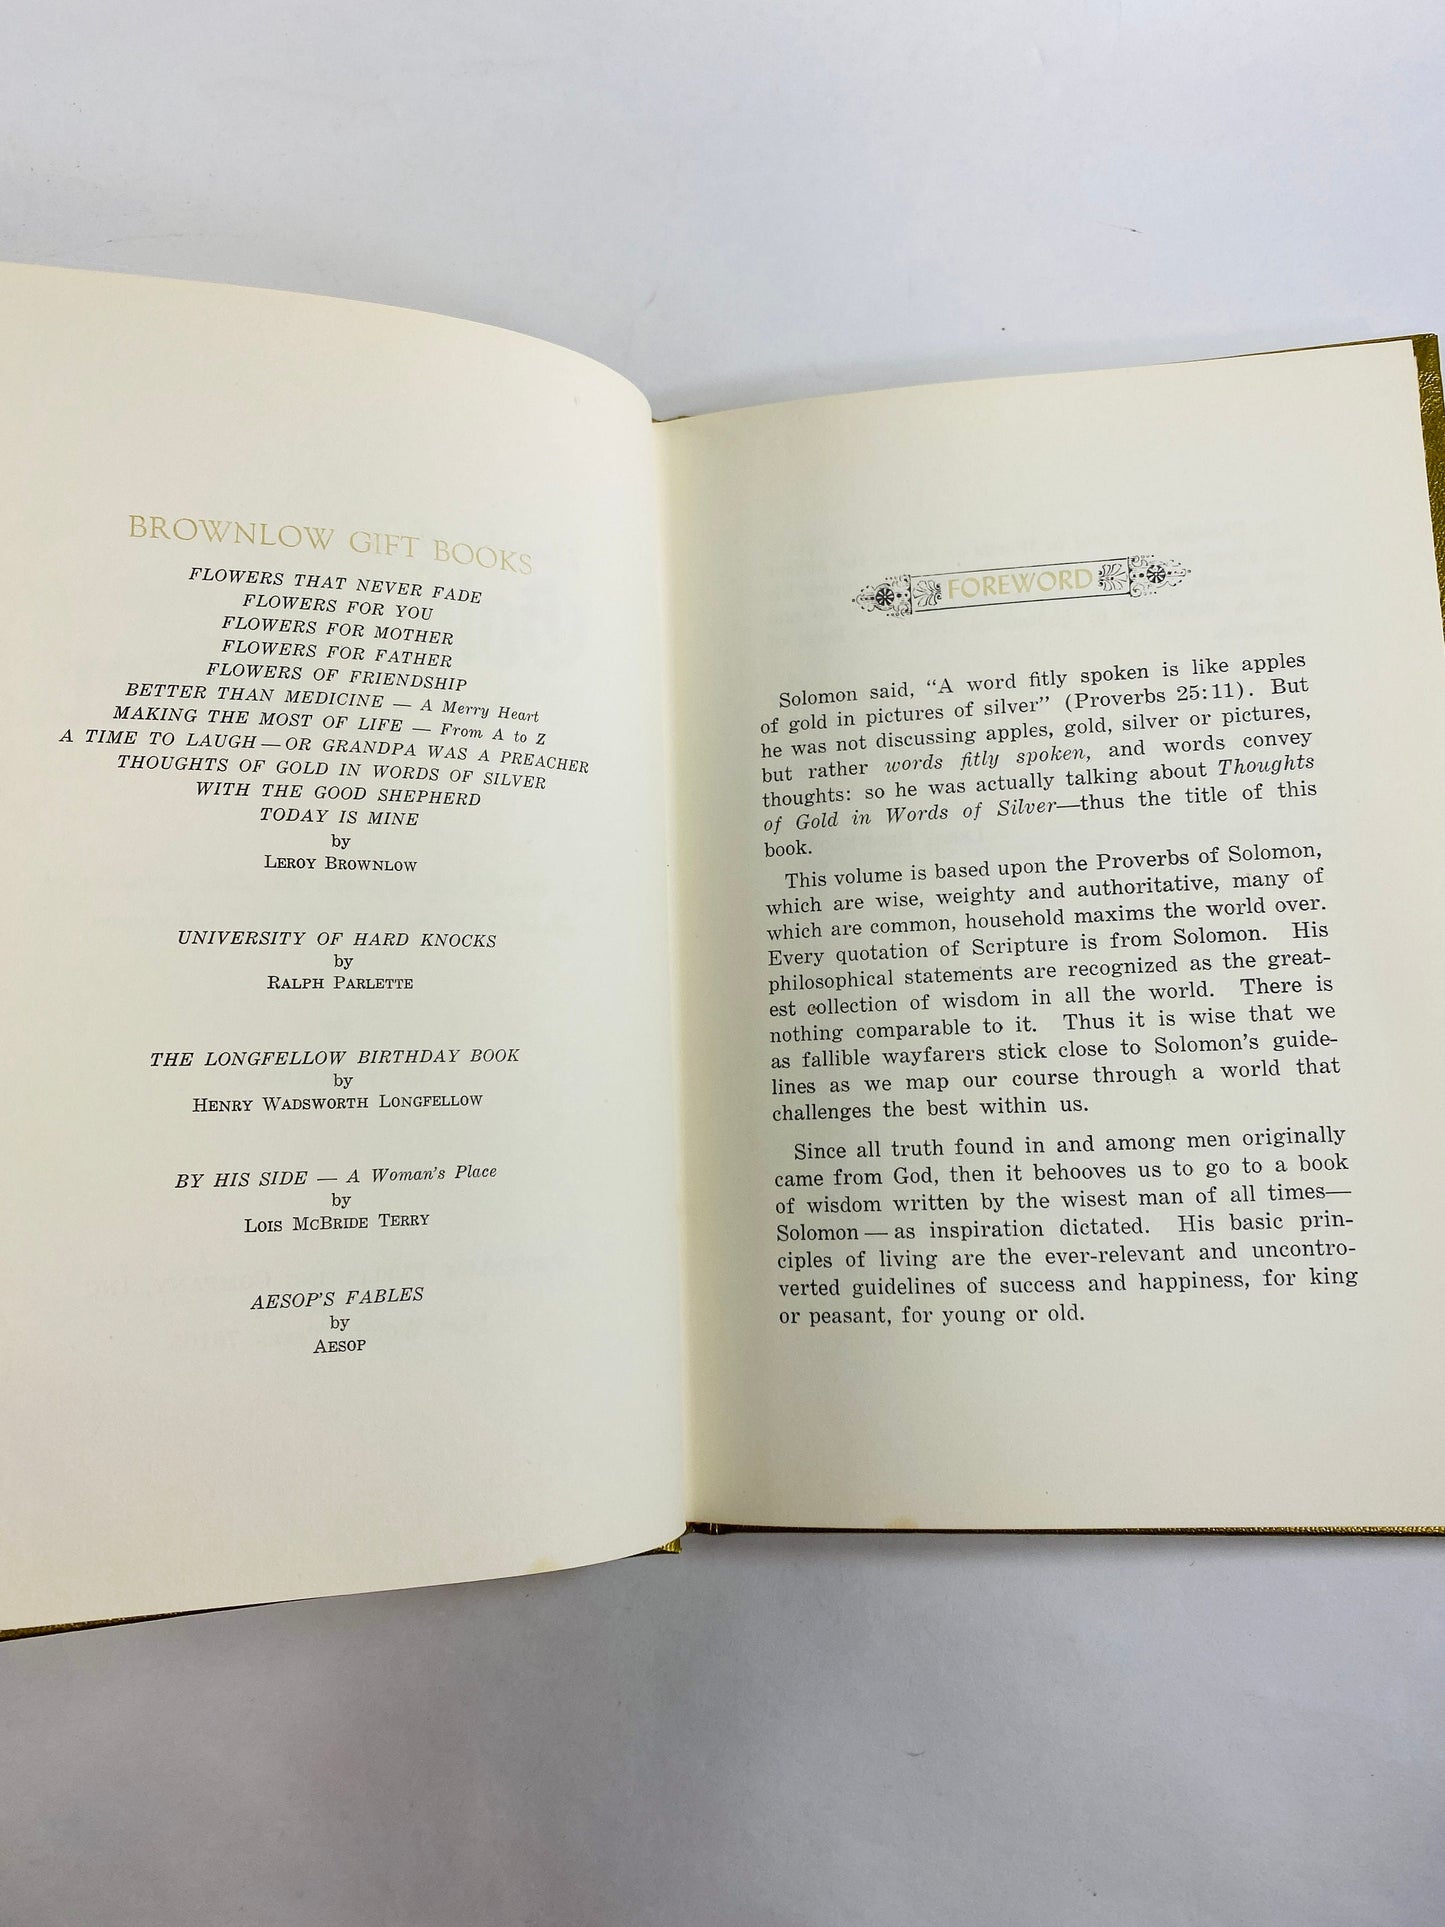 BROWNLOW GIFT BOOKS
FLOWERS THAT NEVER FADE
FLOWERS FOR YOU
FLOWERS FOR MOTHER
FLOWERS FOR FATHER
FLOWERS OF FRIENDSHIP
BETTER THAN MEDICINE — A Merry Heart
MAKING THE MOST OF LIFE — From A to Z
A TIME TO LAUGH — OR GRANDPA WAS A PREACHER
THOUGHTS OF GOLD IN WORDS OF SILVER
WITH THE GOOD SHEPHERD
TODAY IS MINE
by
LEROY BROWNLOW
UNIVERSITY OF HARD KNOCKS
by
RALPH PARLETTE
THE LONGFELLOW BIRTHDAY BOOK
by
HENRY WADSWORTH LONGFELLOW
BY HIS SIDE — A Woman's Place
by
LOIS MCBRIDE TERRY
AESOP'S FABLES
by
AESOP
FOREWORD
Solomon said, “A word fitly spoken is like apples
of gold in pictures of silver” (Proverbs 25:11). But
he was not discussing apples, gold, silver or pictures,
but rather words fitly spoken, and words convey
thoughts: so he was actually talking about Thoughts
of Gold in Words of Silver—thus the title of this
book.
This volume is based upon the Proverbs of Solomon,
which are wise, weighty and authoritative, many of
which are common, household maxims the world over.
Every quotation of Scripture is from Solomon. His
philosophical statements are recognized as the great-
est collection of wisdom in all the world. There is
nothing comparable to it. Thus it is wise that we
as fallible wayfarers stick close to Solomon's guide-
lines as we map our course through a world that
challenges the best within us.
Since all truth found in and among men originally
came from God, then it behooves us to go to a book
of wisdom written by the wisest man of all times—
Solomon — as inspiration dictated. His basic prin-
ciples of living are the ever-relevant and uncontro-
verted guidelines of success and happiness, for king
or peasant, for young or old.